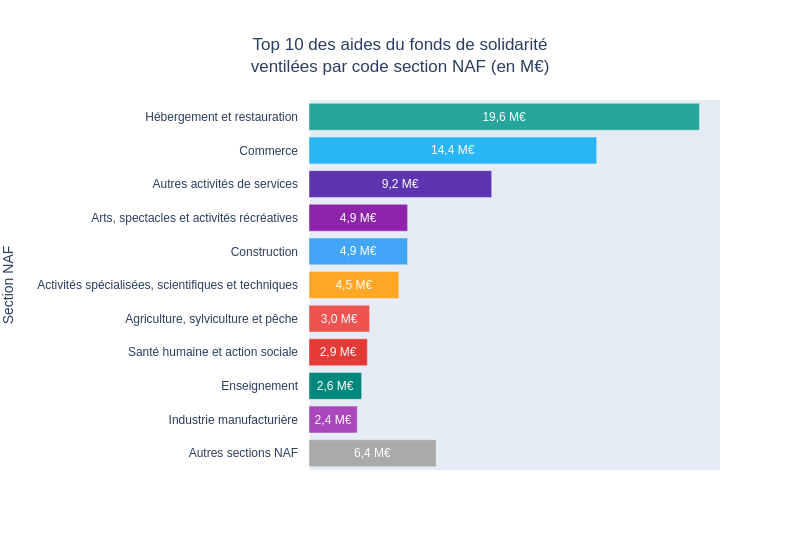 Top 10 des aides du fonds de solidarité
ventilées par code section NAF (en M€)
Section NAF
Hébergement et restauration 19,6 M€
Commerce 14,4 M€
Autres activités de services 9,2 M€
Arts, spectacles et activités récréatives 4,9 M€
Construction 4,9 M€
Activités spécialisées, scientifiques et techniques 4,5 M€
Agriculture, sylviculture et pêche 3,0 M€
Santé humaine et action sociale 2,9 M€
Enseignement 2,6 M€
Industrie manufacturière 2,4 M€
Autres sections NAF 6,4 M€